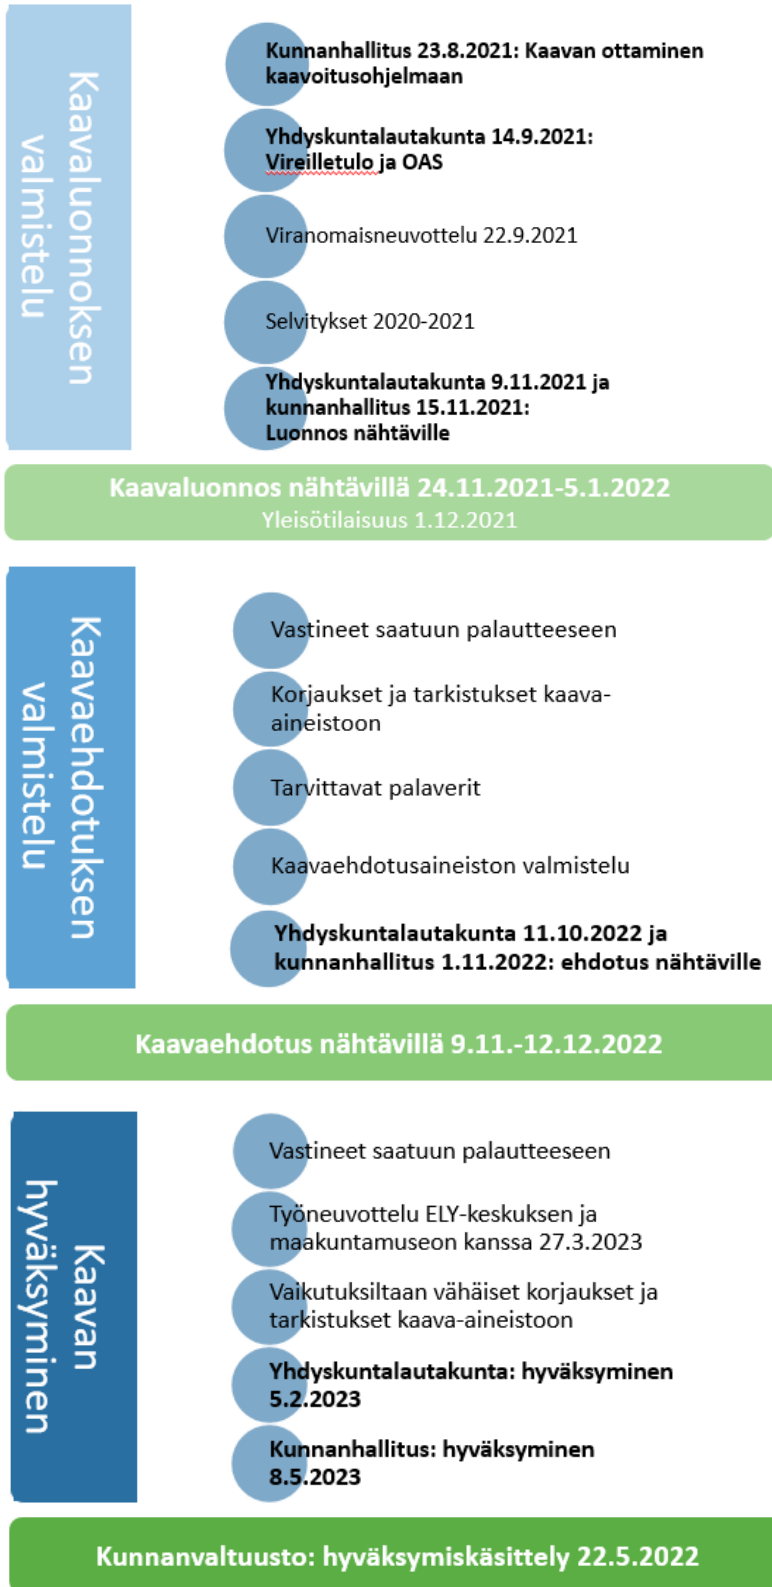 Kaavaluonnoksen
valmistelu
Kunnanhallitus 23.8.2021: Kaavan ottaminen
kaavoitusohjelmaan
Yhdyskuntalautakunta 14.9.2021:
Vireilletulo ja OAS
Viranomaisneuvottelu 22.9.2021
Selvitykset 2020-2021
Yhdyskuntalautakunta 9.11.2021 ja
kunnanhallitus 15.11.2021:
Luonnos nähtäville
Kaavaluonnos nähtävillä 24.11.2021-5.1.2022
Yleisötilaisuus 1.12.2021
Kaavaehdotuksen
valmistelu
Vastineet saatuun palautteeseen
Korjaukset ja tarkistukset kaava-
aineistoon
Tarvittavat palaverit
Kaavaehdotusaineiston valmistelu
Yhdyskuntalautakunta 11.10.2022 ja
kunnanhallitus 1.11.2022: ehdotus nähtäville
Kaavaehdotus nähtävillä 9.11.-12.12.2022
Kaavan
hyväksyminen
Vastineet saatuun palautteeseen
Työneuvottelu ELY-keskuksen ja
maakuntamuseon kanssa 27.3.2023
Vaikutuksiltaan vähäiset korjaukset ja
tarkistukset kaava-aineistoon
Yhdyskuntalautakunta: hyväksyminen
5.2.2023
Kunnanhallitus: hyväksyminen
8.5.2023
Kunnanvaltuusto: hyväksymiskäsittely 22.5.2022